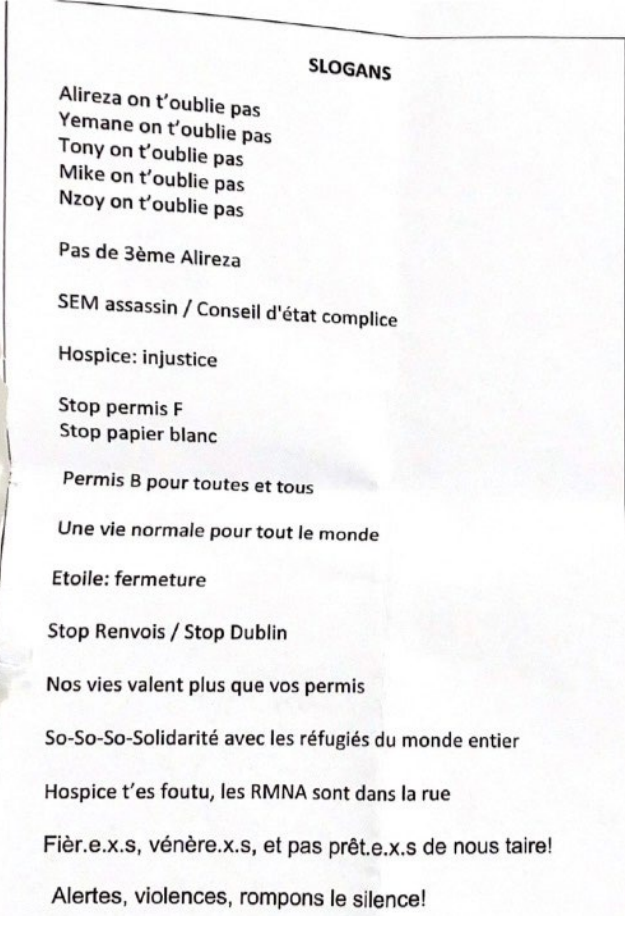 SLOGANS
Alireza on t'oublie pas
Yemane on t'oublie pas
Tony on t'oublie pas
Mike on t'oublie pas
Nzoy on t'oublie pas
Pas de 3ème Alireza
SEM assassin / Conseil d'état complice
Hospice: injustice
Stop permis F
Stop papier blanc
Permis B pour toutes et tous
Une vie normale pour tout le monde
Etoile: fermeture
Stop Renvois / Stop Dublin
Nos vies valent plus que vos permis
So-So-So-Solidarité avec les réfugiés du monde entier
Hospice t'es foutu, les RMNA sont dans la rue
Fièr.e.x.s, vénère.x.s, et pas prêt.e.x.s de nous taire!
Alertes, violences, rompons le silence!